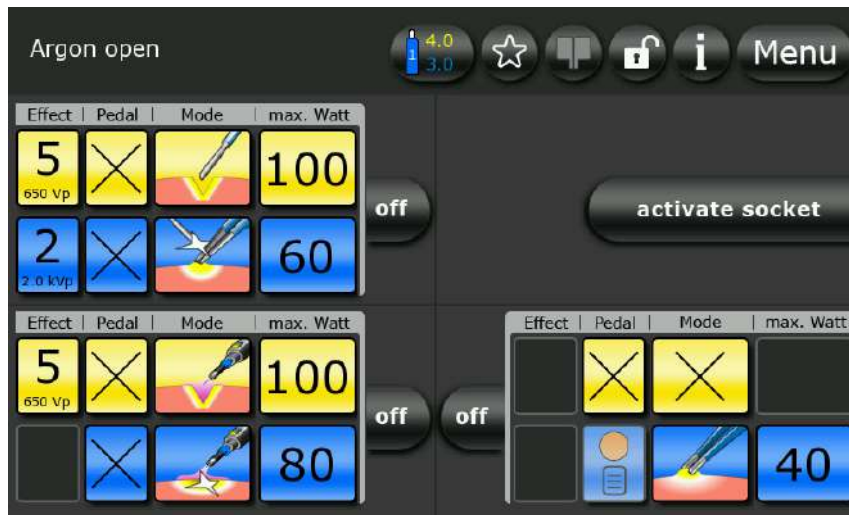 Argon open
1 4.0
3.0
i
Menu
Effect | Pedal | Mode | max. Watt
5
650 Vp
100
off
2
2.0 kVp
60
activate socket
Effect | Pedal | Mode | max. Watt
5
650 Vp
100
off
80
off
Effect | Pedal | Mode | max. Watt
40